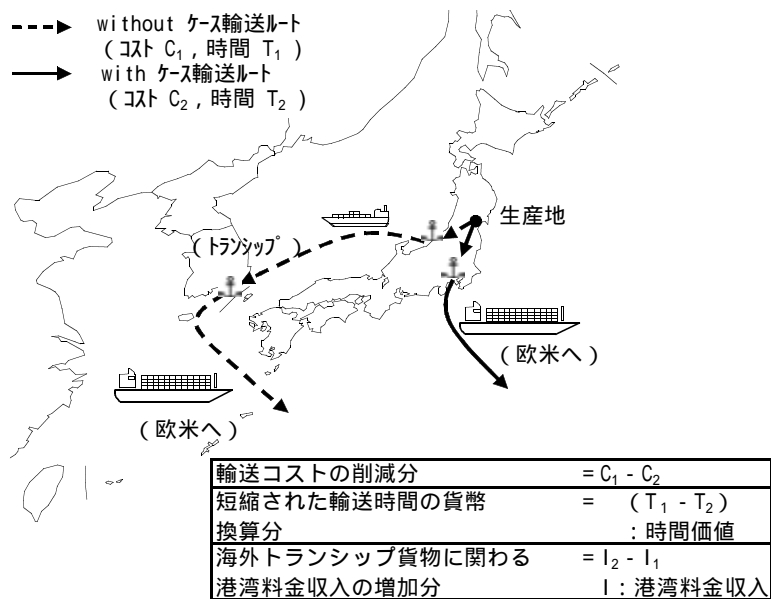 without ケース輸送ルート
(コスト C₁ , 時間 T₁ )
with ケース輸送ルート
(コスト C₂ , 時間 T₂ )
生産地
(トランシップ)
(欧米へ)
(欧米へ)
輸送コストの削減分 = C₁ - C₂
短縮された輸送時間の貨幣 = (T₁ - T₂)
換算分 : 時間価値
海外トランシップ貨物に関わる = I₂ - I₁
港湾料金収入の増加分 I : 港湾料金収入